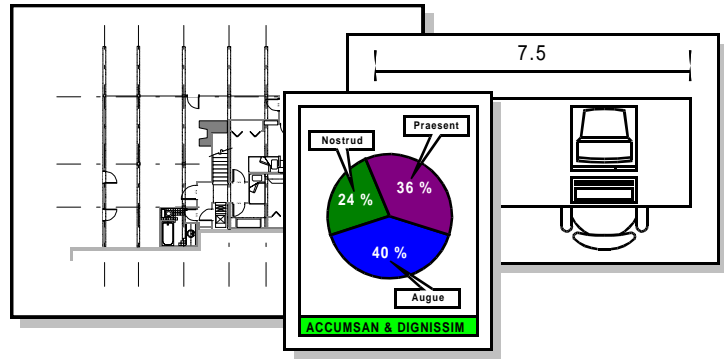 7.5
Praesent
Nostrud
36 %
24 %
40 %
Augue
ACCUMSAN & DIGNISSIM